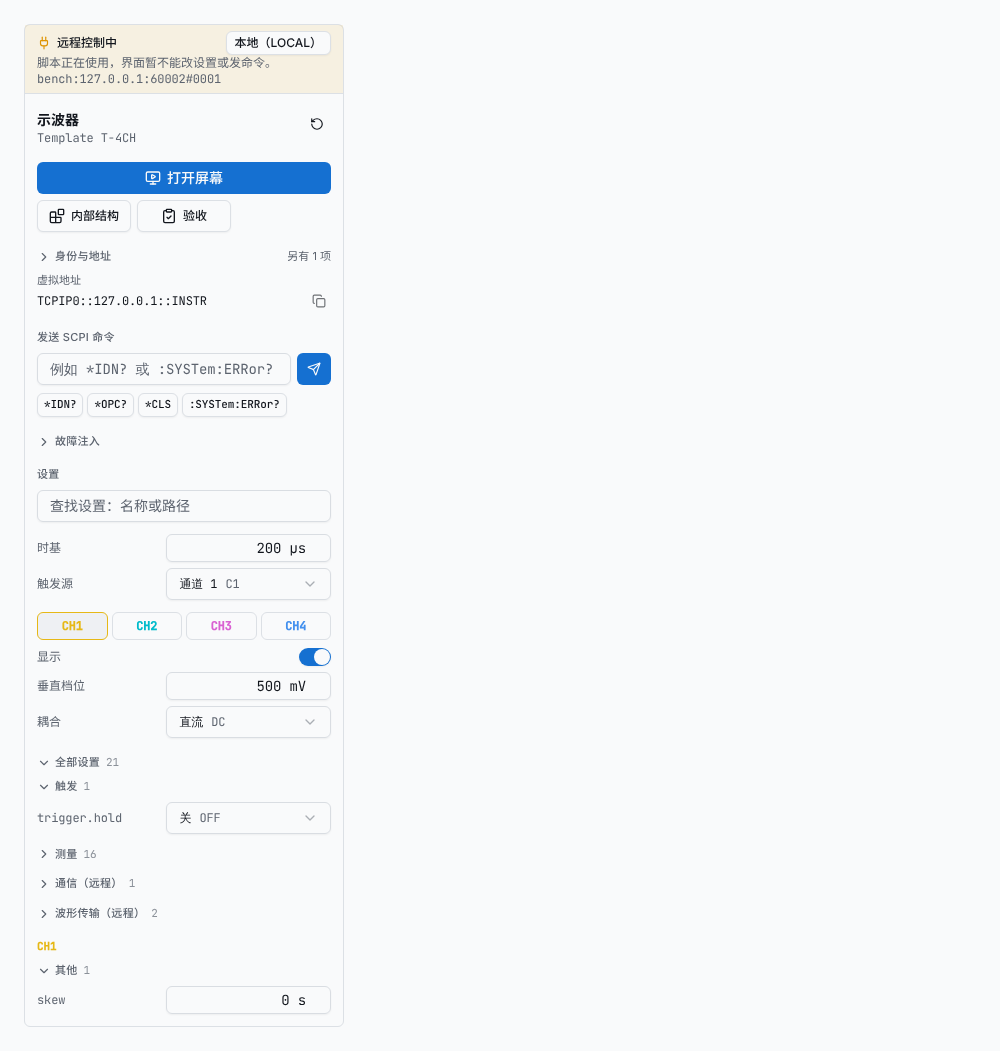 远程控制中
本地（LOCAL）
脚本正在使用，界面暂不能改设置或发命令。
bench:127.0.0.1:60002#0001
示波器
Template T-4CH
打开屏幕
内部结构
验收
身份与地址
另有 1 项
虚拟地址
TCPIP0::127.0.0.1::INSTR
发送 SCPI 命令
例如 *IDN? 或 :SYSTem:ERRor?
*IDN? *OPC? *CLS :SYSTem:ERRor?
故障注入
设置
查找设置：名称或路径
时基 200 µs
触发源 通道 1 C1
CH1 CH2 CH3 CH4
显示
垂直档位 500 mV
耦合 直流 DC
全部设置 21
触发 1
trigger.hold 关 OFF
测量 16
通信（远程） 1
波形传输（远程） 2
CH1
其他 1
skew 0 s